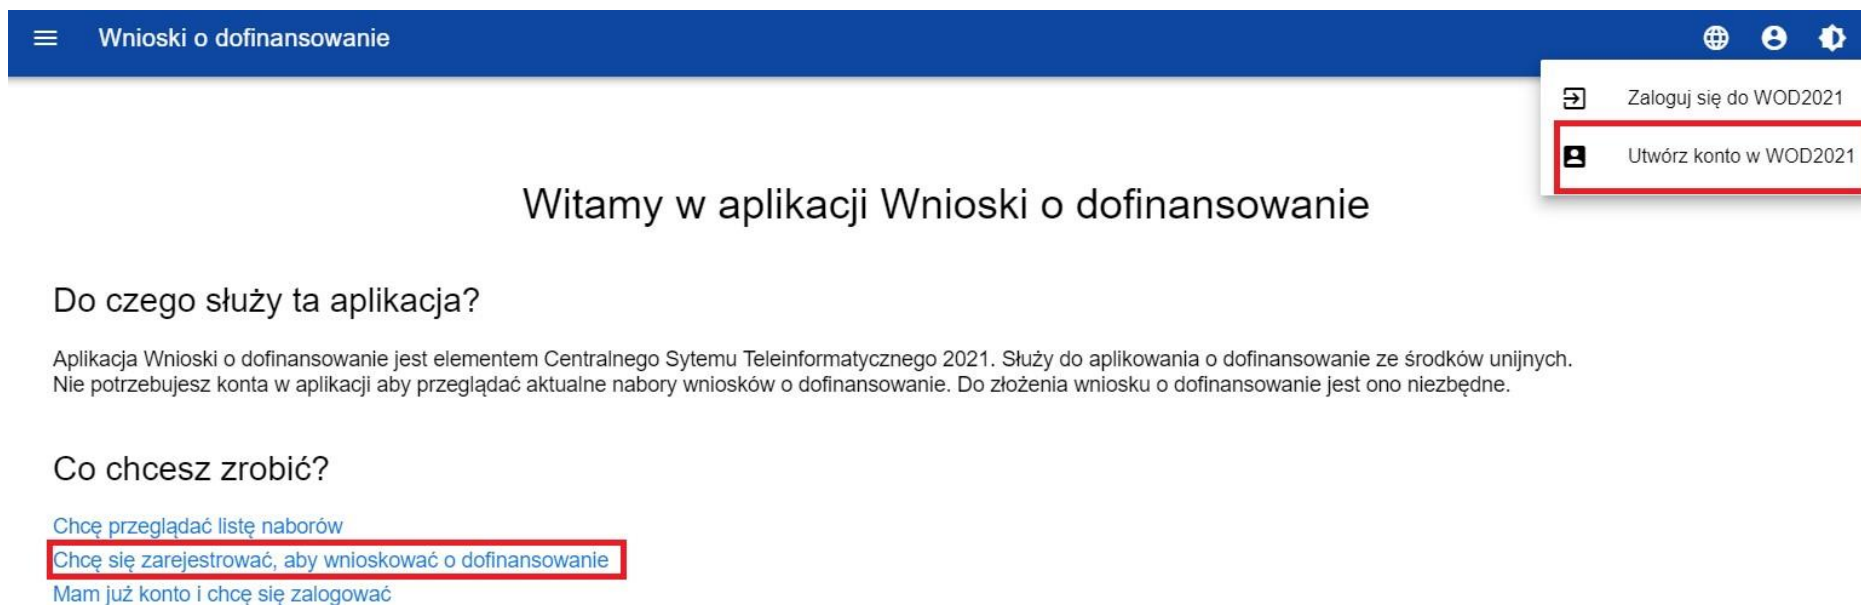 Wnioski o dofinansowanie
Zaloguj się do WOD2021
Utwórz konto w WOD2021
Witamy w aplikacji Wnioski o dofinansowanie
Do czego służy ta aplikacja?
Aplikacja Wnioski o dofinansowanie jest elementem Centralnego Sytemu Teleinformatycznego 2021. Służy do aplikowania o dofinansowanie ze środków unijnych.
Nie potrzebujesz konta w aplikacji aby przeglądać aktualne nabory wniosków o dofinansowanie. Do złożenia wniosku o dofinansowanie jest ono niezbędne.
Co chcesz zrobić?
Chcę przeglądać listę naborów
Chcę się zarejestrować, aby wnioskować o dofinansowanie
Mam już konto i chcę się zalogować